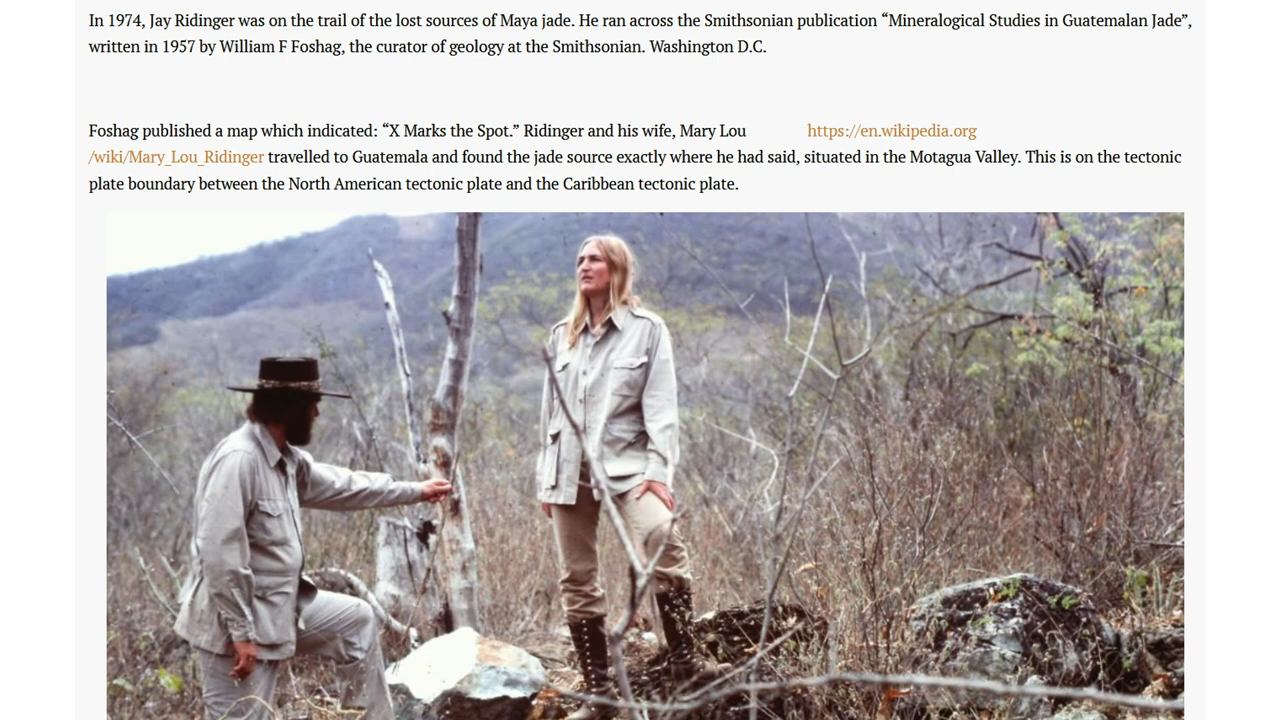 In 1974, Jay Ridinger was on the trail of the lost sources of Maya jade. He ran across the Smithsonian publication “Mineralogical Studies in Guatemalan Jade”,
written in 1957 by William F Foshag, the curator of geology at the Smithsonian. Washington D.C.
Foshag published a map which indicated: “X Marks the Spot.” Ridinger and his wife, Mary Lou https://en.wikipedia.org
/wiki/Mary_Lou_Ridinger travelled to Guatemala and found the jade source exactly where he had said, situated in the Motagua Valley. This is on the tectonic
plate boundary between the North American tectonic plate and the Caribbean tectonic plate.